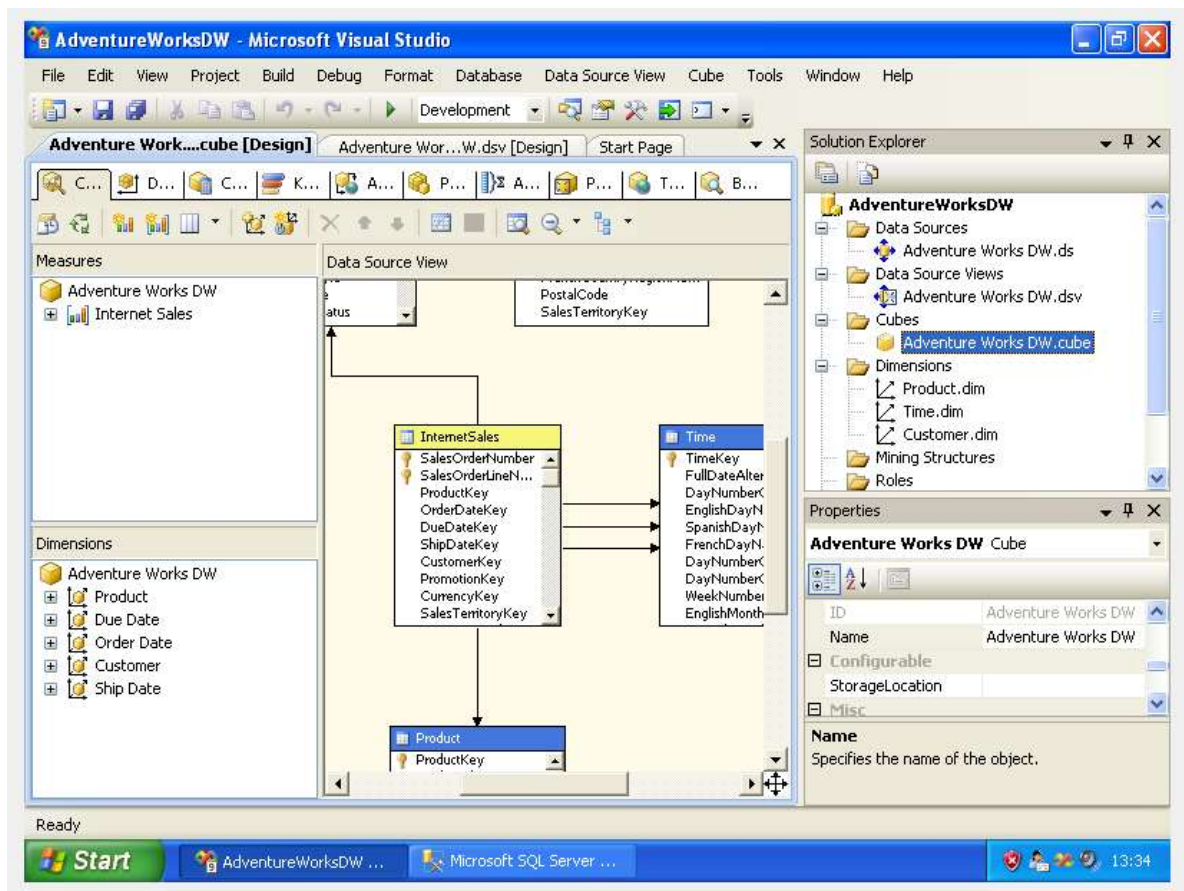 AdventureWorksDW - Microsoft Visual Studio
File Edit View Project Build Debug Format Database Data Source View Cube Tools Window Help
Development
Adventure Work....cube [Design] Adventure Wor...W.dsv [Design] Start Page
C... D... C... K... A... P... A... P... T... B...
Measures
Adventure Works DW
Internet Sales
Dimensions
Adventure Works DW
Product
Due Date
Order Date
Customer
Ship Date
Data Source View
e
atus
PostalCode
SalesTerritoryKey
InternetSales
SalesOrderNumber
SalesOrderLineN...
ProductKey
OrderDateKey
DueDateKey
ShipDateKey
CustomerKey
PromotionKey
CurrencyKey
SalesTerritoryKey
Time
TimeKey
FullDateAlter
DayNumberO
EnglishDayN
SpanishDayN
FrenchDayN
DayNumberO
DayNumberO
WeekNumber
EnglishMonth
Product
ProductKey
Solution Explorer
AdventureWorksDW
Data Sources
Adventure Works DW.ds
Data Source Views
Adventure Works DW.dsv
Cubes
Adventure Works DW.cube
Dimensions
Product.dim
Time.dim
Customer.dim
Mining Structures
Roles
Properties
Adventure Works DW Cube
ID Adventure Works DW
Name Adventure Works DW
Configurable
StorageLocation
Misc
Name
Specifies the name of the object.
Ready
Start AdventureWorksDW ... Microsoft SQL Server ... 13:34